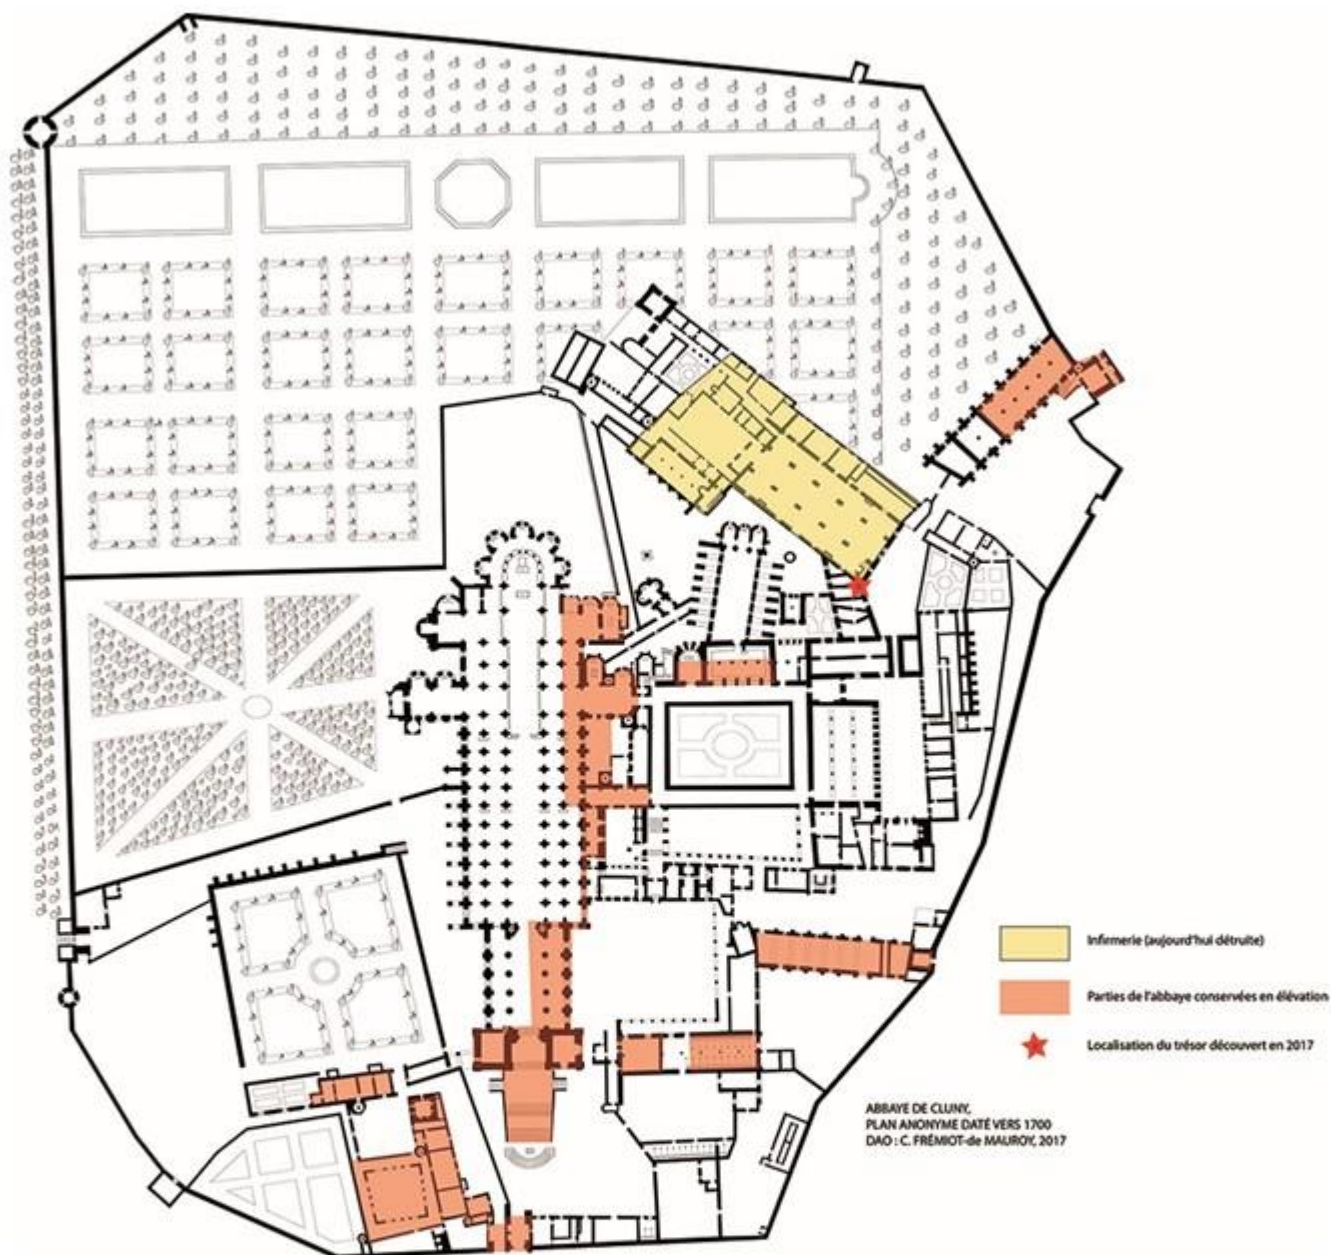 Infirmerie (aujourd'hui détruite)
Parties de l'abbaye conservées en élévation
Localisation du trésor découvert en 2017
ABBAYE DE CLUNY,
PLAN ANONYME DATÉ VERS 1700
DAO : C. FRÉMIOT-de MAUROY, 2017